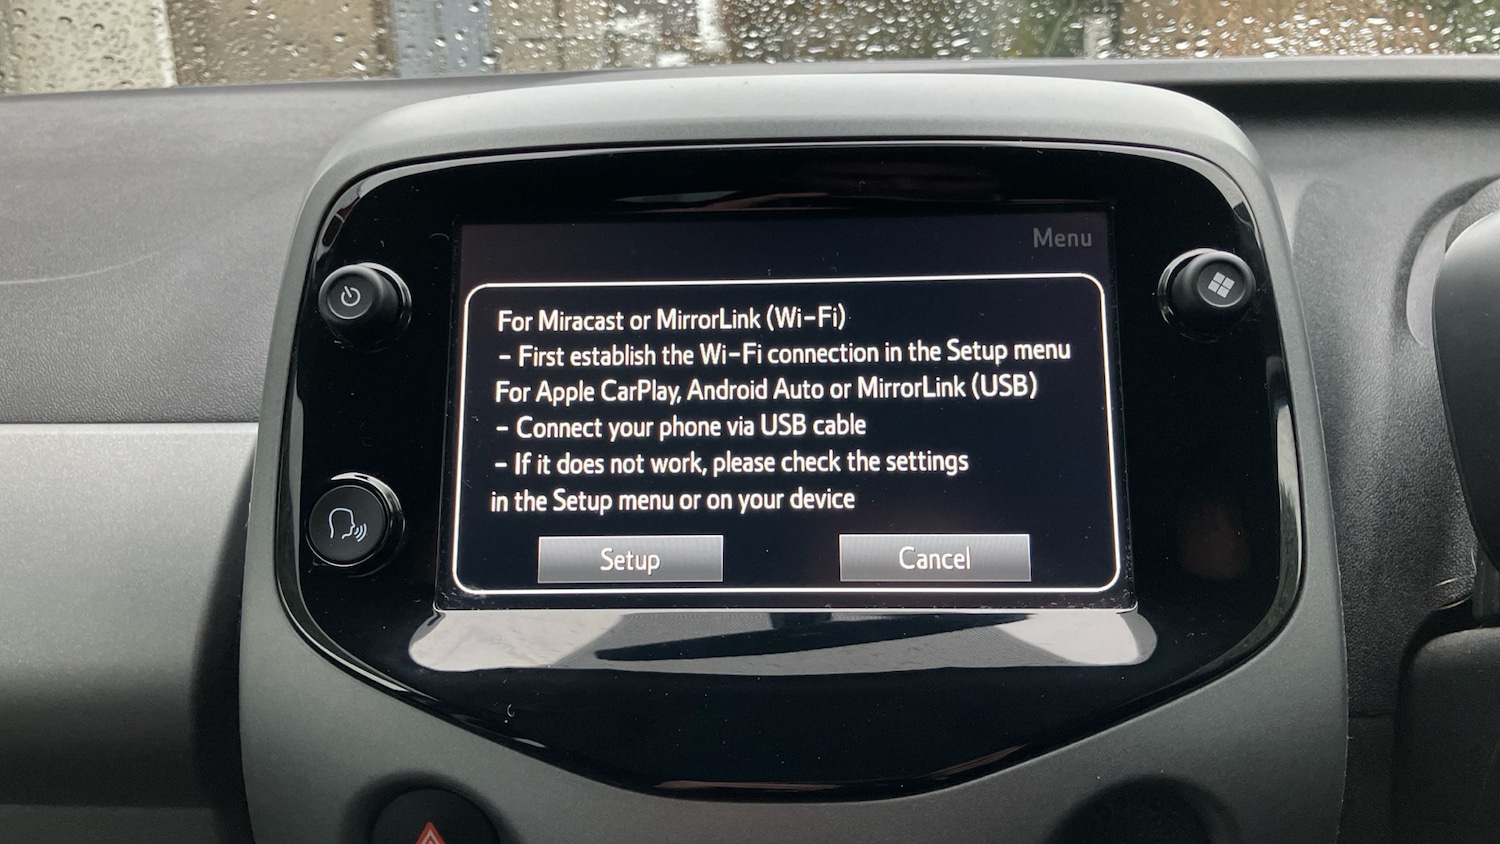 Menu
For Miracast or MirrorLink (Wi-Fi)
- First establish the Wi-Fi connection in the Setup menu
For Apple CarPlay, Android Auto or MirrorLink (USB)
- Connect your phone via USB cable
- If it does not work, please check the settings
in the Setup menu or on your device
Setup
Cancel